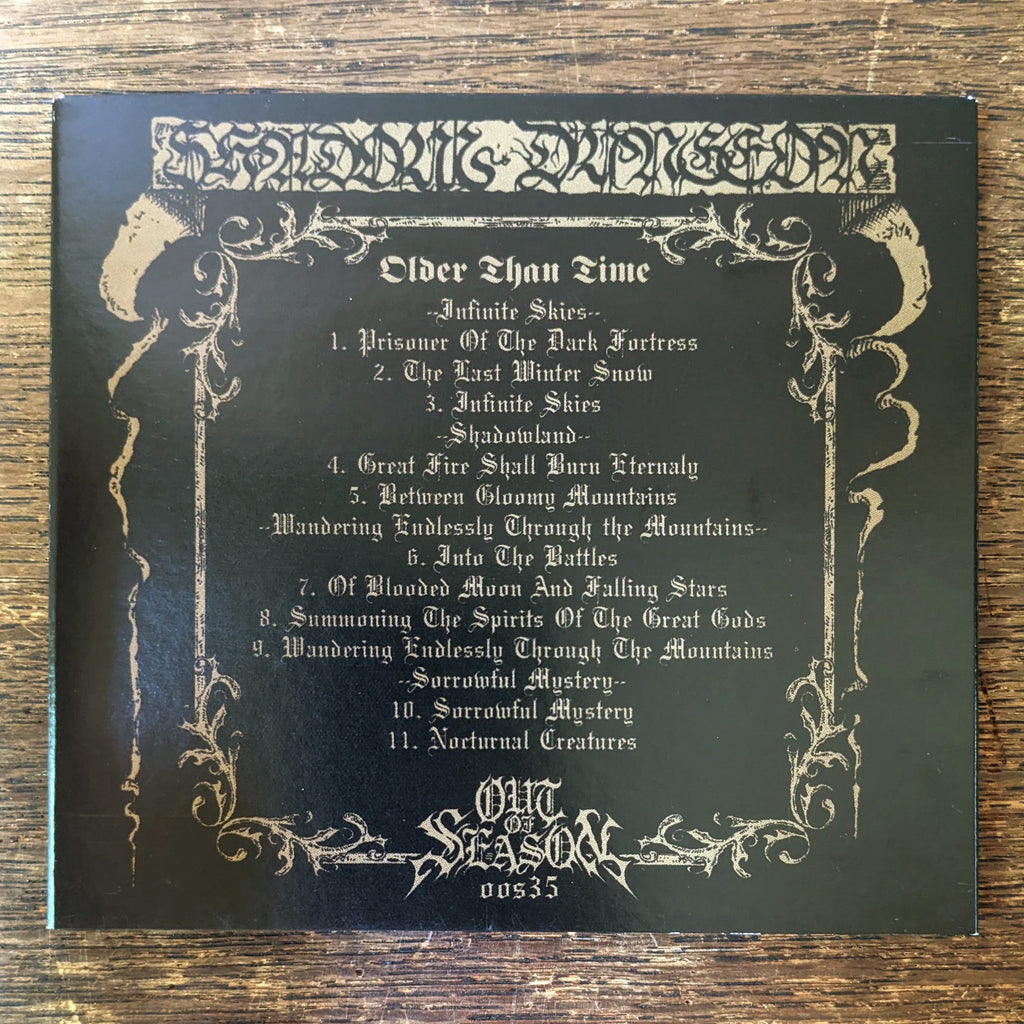 SHADOW DUNGEON
Older Than Time
--Infinite Skies--
1. Prisoner Of The Dark Fortress
2. The Last Winter Snow
3. Infinite Skies
--Shadowland--
4. Great Fire Shall Burn Eternaly
5. Between Gloomy Mountains
--Wandering Endlessly Through the Mountains--
6. Into The Battles
7. Of Blooded Moon And Falling Stars
8. Summoning The Spirits Of The Great Gods
9. Wandering Endlessly Through The Mountains
--Sorrowful Mystery--
10. Sorrowful Mystery
11. Nocturnal Creatures
OUT
OF
SEASON
oos35